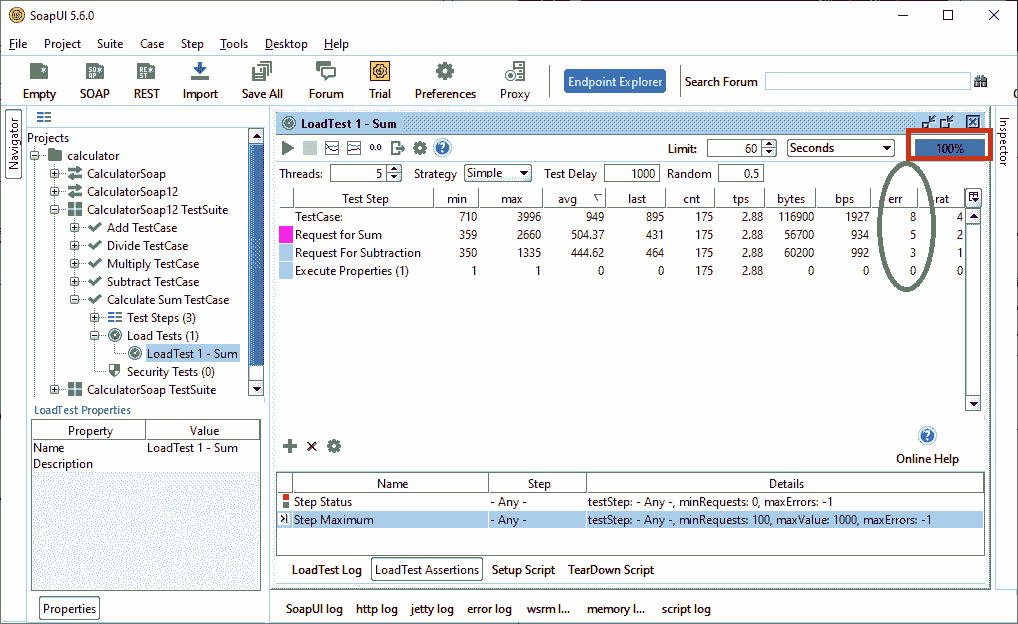 SoapUI 5.6.0
File Project Suite Case Step Tools Desktop Help
Empty SOAP REST Import Save All Forum Trial Preferences Proxy Endpoint Explorer Search Forum
Navigator
Projects
calculator
CalculatorSoap
CalculatorSoap12
CalculatorSoap12 TestSuite
Add TestCase
Divide TestCase
Multiply TestCase
Subtract TestCase
Calculate Sum TestCase
Test Steps (3)
Load Tests (1)
LoadTest 1 - Sum
Security Tests (0)
CalculatorSoap TestSuite
LoadTest Properties
Property Value
Name LoadTest 1 - Sum
Description
Properties
LoadTest 1 - Sum
0.0 Limit: 60 Seconds 100%
Threads: 5 Strategy Simple Test Delay 1000 Random 0.5
Test Step min max avg last cnt tps bytes bps err rat
TestCase: 710 3996 949 895 175 2.88 116900 1927 8 4
Request for Sum 359 2660 504.37 431 175 2.88 56700 934 5 2
Request For Subtraction 350 1335 444.62 464 175 2.88 60200 992 3 1
Execute Properties (1) 1 1 0 0 175 2.88 0 0 0 0
Online Help
Name Step Details
Step Status - Any - testStep: - Any -, minRequests: 0, maxErrors: -1
Step Maximum - Any - testStep: - Any -, minRequests: 100, maxValue: 1000, maxErrors: -1
LoadTest Log LoadTest Assertions Setup Script TearDown Script
SoapUI log http log jetty log error log wsrm l... memory l... script log
Inspector